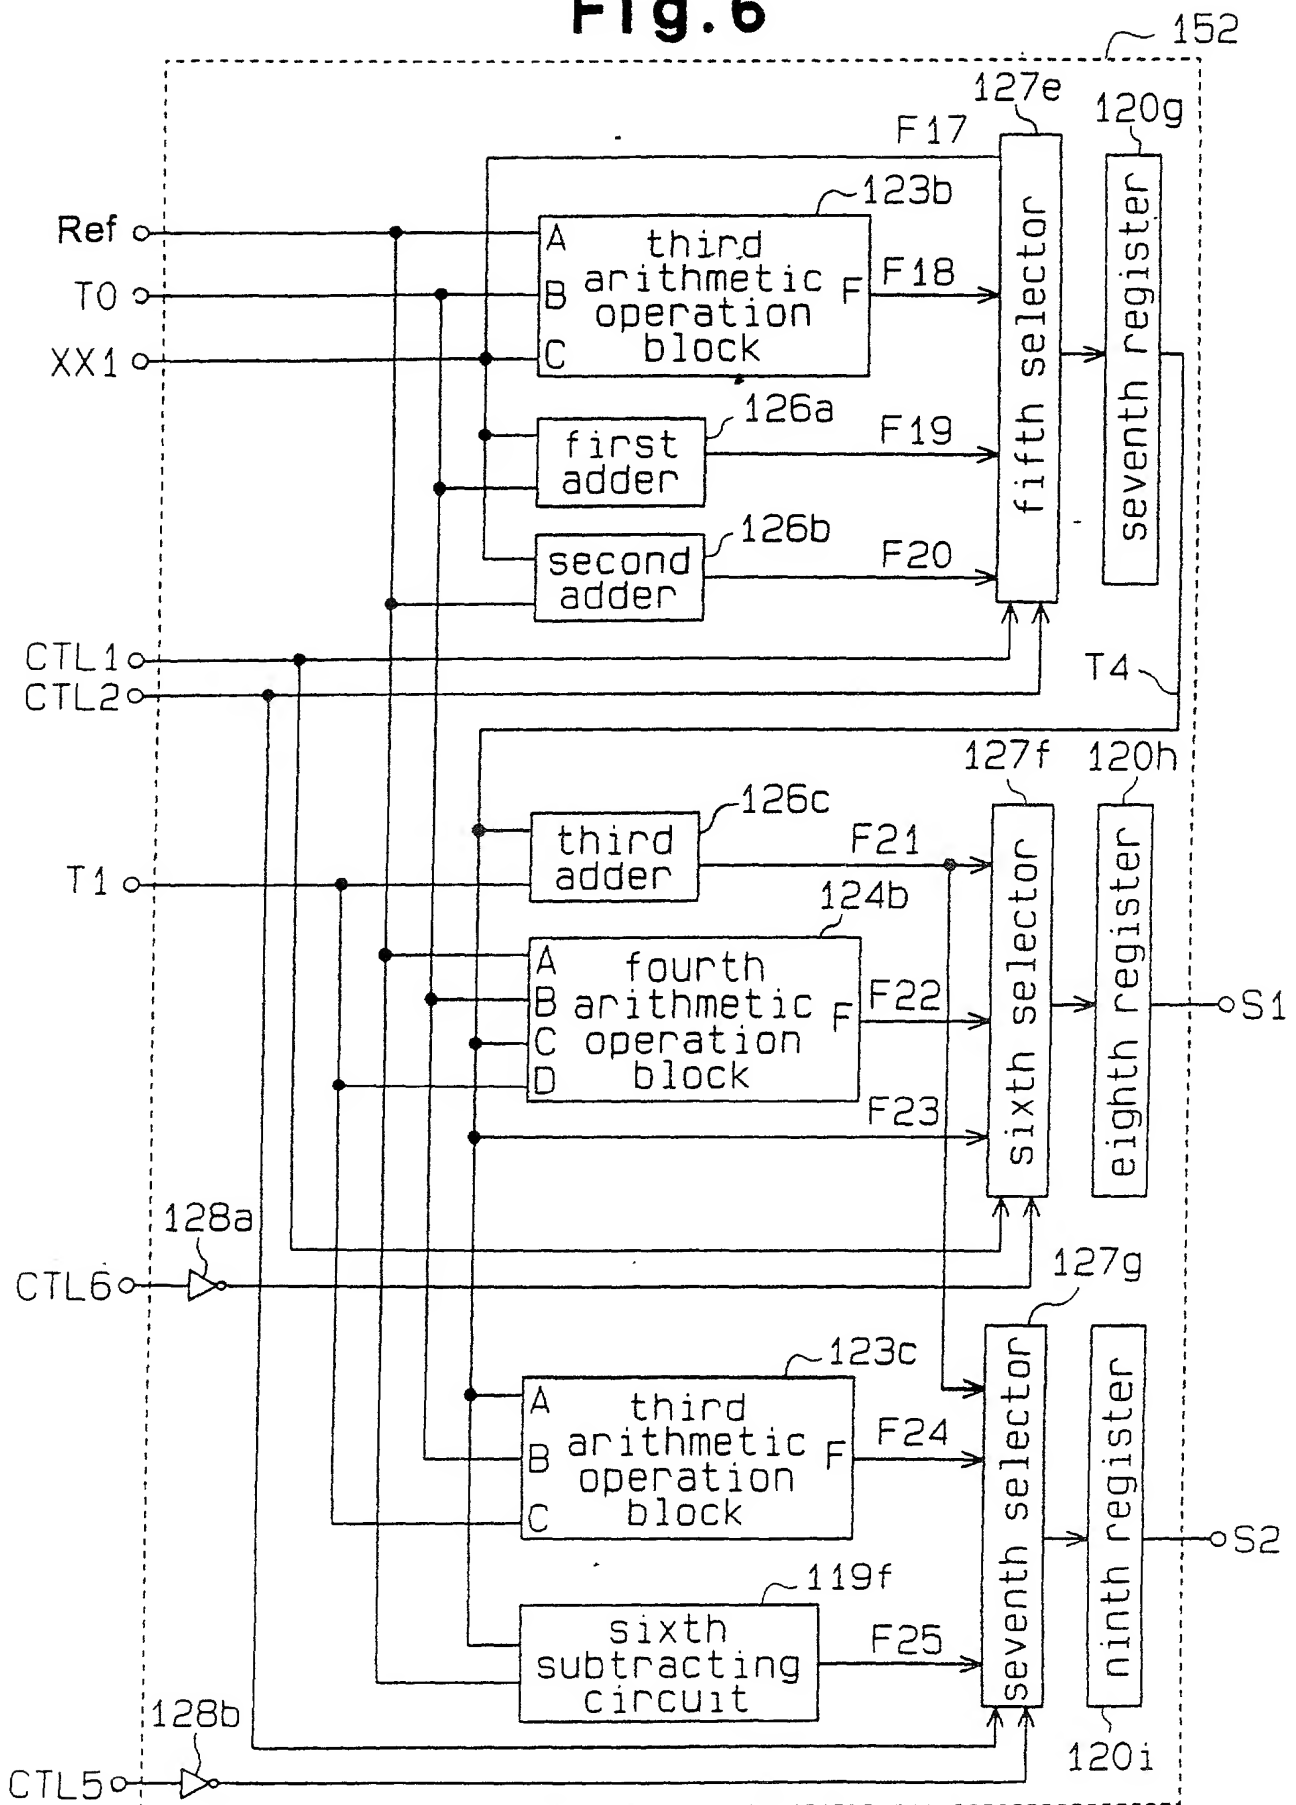 Fig.6
152
127e
120g
F17
123b
Ref
A
third
arithmetic
operation
block
F
F18
T0
B
XX1
C
fifth selector
seventh register
126a
first
adder
F19
126b
second
adder
F20
CTL1
CTL2
T4
127f
120h
126c
third
adder
F21
T1
124b
A
B
C
D
fourth
arithmetic
operation
block
F
F22
F23
sixth selector
eighth register
S1
128a
CTL6
127g
123c
A
B
C
third
arithmetic
operation
block
F
F24
seventh selector
ninth register
S2
119f
sixth
subtracting
circuit
F25
128b
120i
CTL5